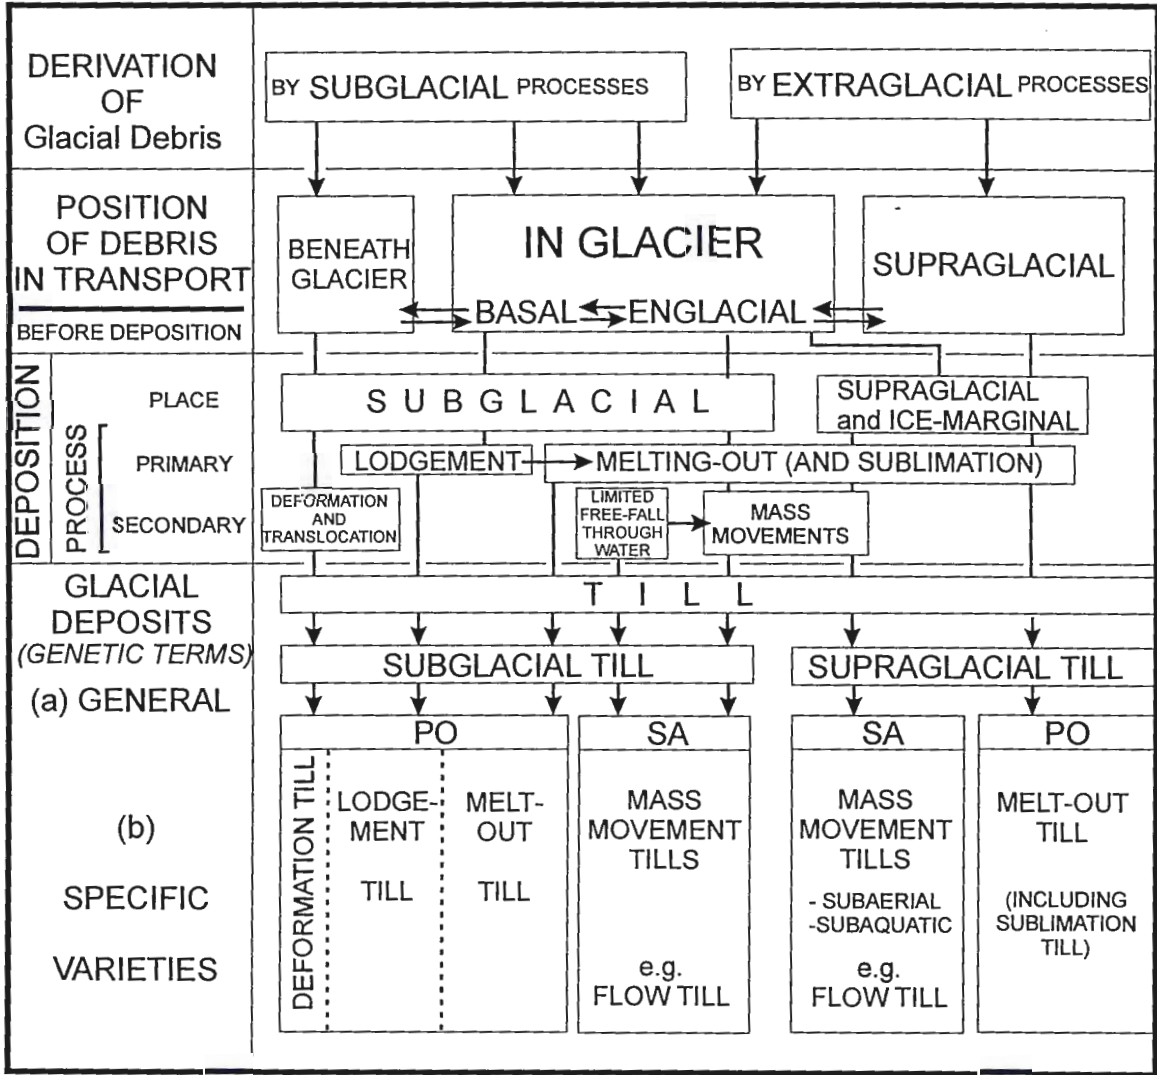 DERIVATION
OF
Glacial Debris
BY SUBGLACIAL PROCESSES
BY EXTRAGLACIAL PROCESSES
POSITION
OF DEBRIS
IN TRANSPORT
BEFORE DEPOSITION
BENEATH
GLACIER
IN GLACIER
BASAL
ENGLACIAL
SUPRAGLACIAL
DEPOSITION
PROCESS
PLACE
PRIMARY
SECONDARY
SUBGLACIAL
SUPRAGLACIAL
and ICE-MARGINAL
LODGEMENT
MELTING-OUT (AND SUBLIMATION)
DEFORMATION
AND
TRANSLOCATION
LIMITED
FREE-FALL
THROUGH
WATER
MASS
MOVEMENTS
GLACIAL
DEPOSITS
(GENETIC TERMS)
(a) GENERAL
TILL
SUBGLACIAL TILL
SUPRAGLACIAL TILL
(b)
SPECIFIC
VARIETIES
PO
DEFORMATION TILL
LODGE-
MENT
TILL
MELT-
OUT
TILL
SA
MASS
MOVEMENT
TILLS
e.g.
FLOW TILL
SA
MASS
MOVEMENT
TILLS
- SUBAERIAL
-SUBAQUATIC
e.g.
FLOW TILL
PO
MELT-OUT
TILL
(INCLUDING
SUBLIMATION
TILL)